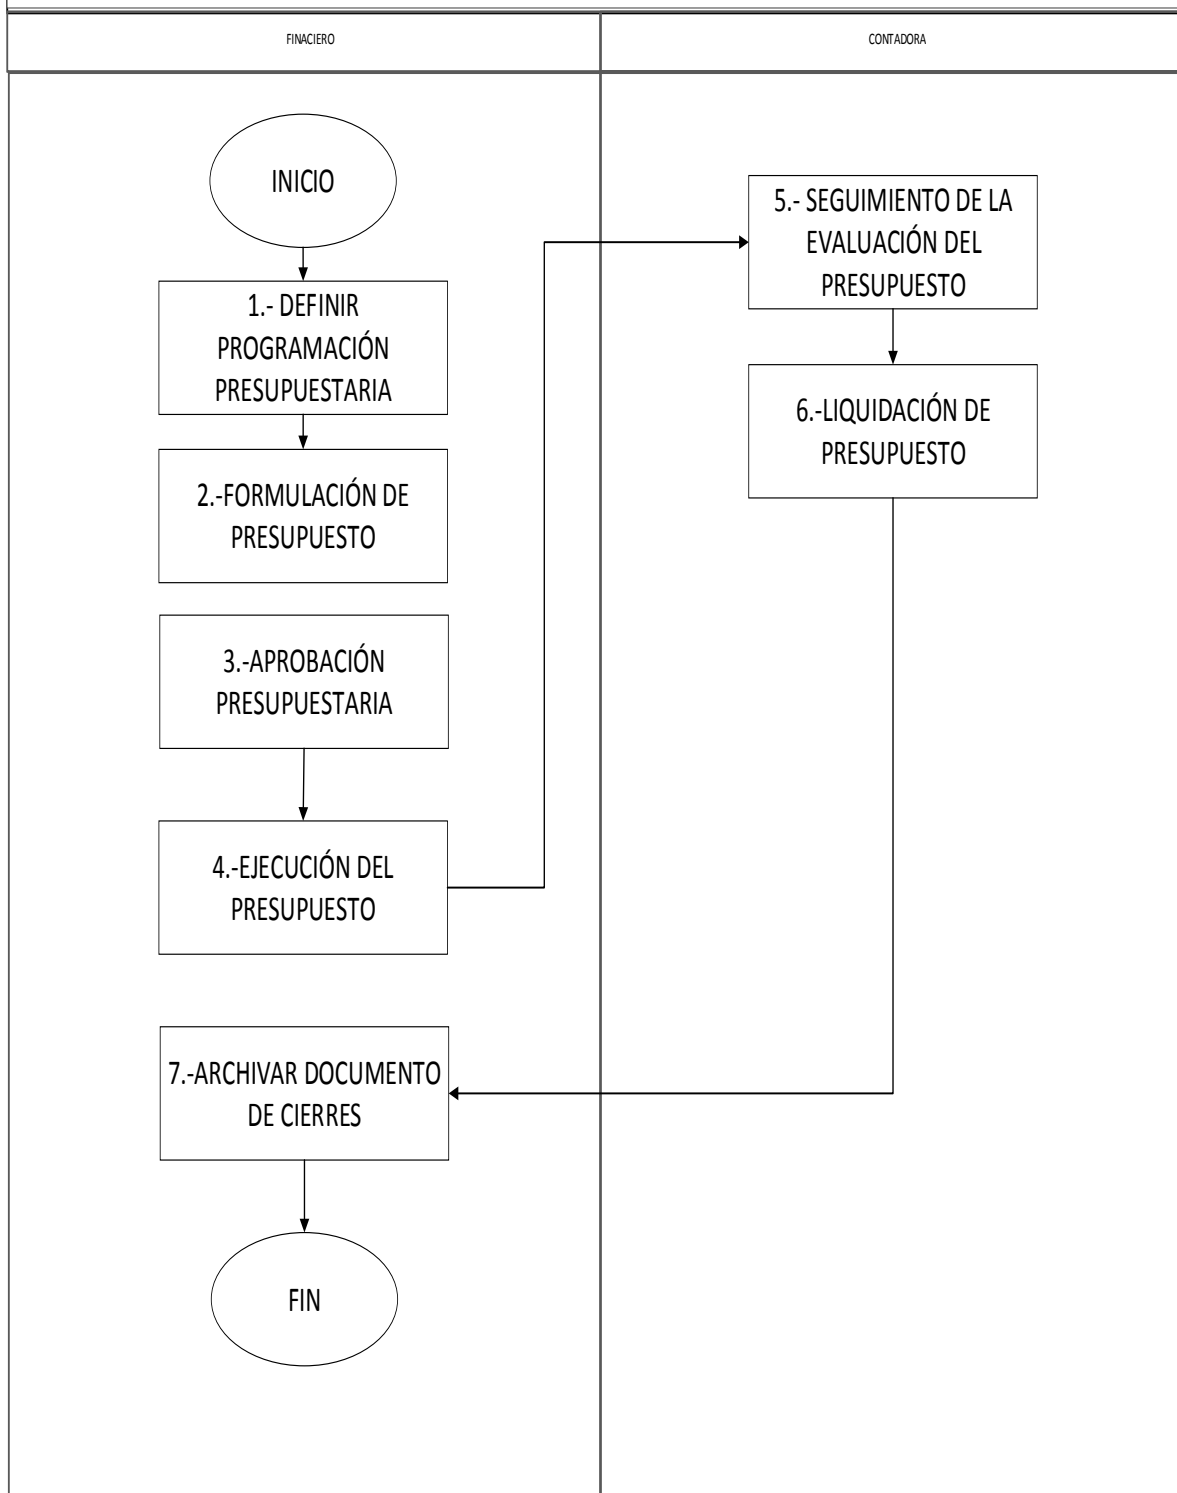 FINACIERO
CONTADORA
INICIO
1.- DEFINIR
PROGRAMACIÓN
PRESUPUESTARIA
2.-FORMULACIÓN DE
PRESUPUESTO
3.-APROBACIÓN
PRESUPUESTARIA
4.-EJECUCIÓN DEL
PRESUPUESTO
5.- SEGUIMIENTO DE LA
EVALUACIÓN DEL
PRESUPUESTO
6.-LIQUIDACIÓN DE
PRESUPUESTO
7.-ARCHIVAR DOCUMENTO
DE CIERRES
FIN